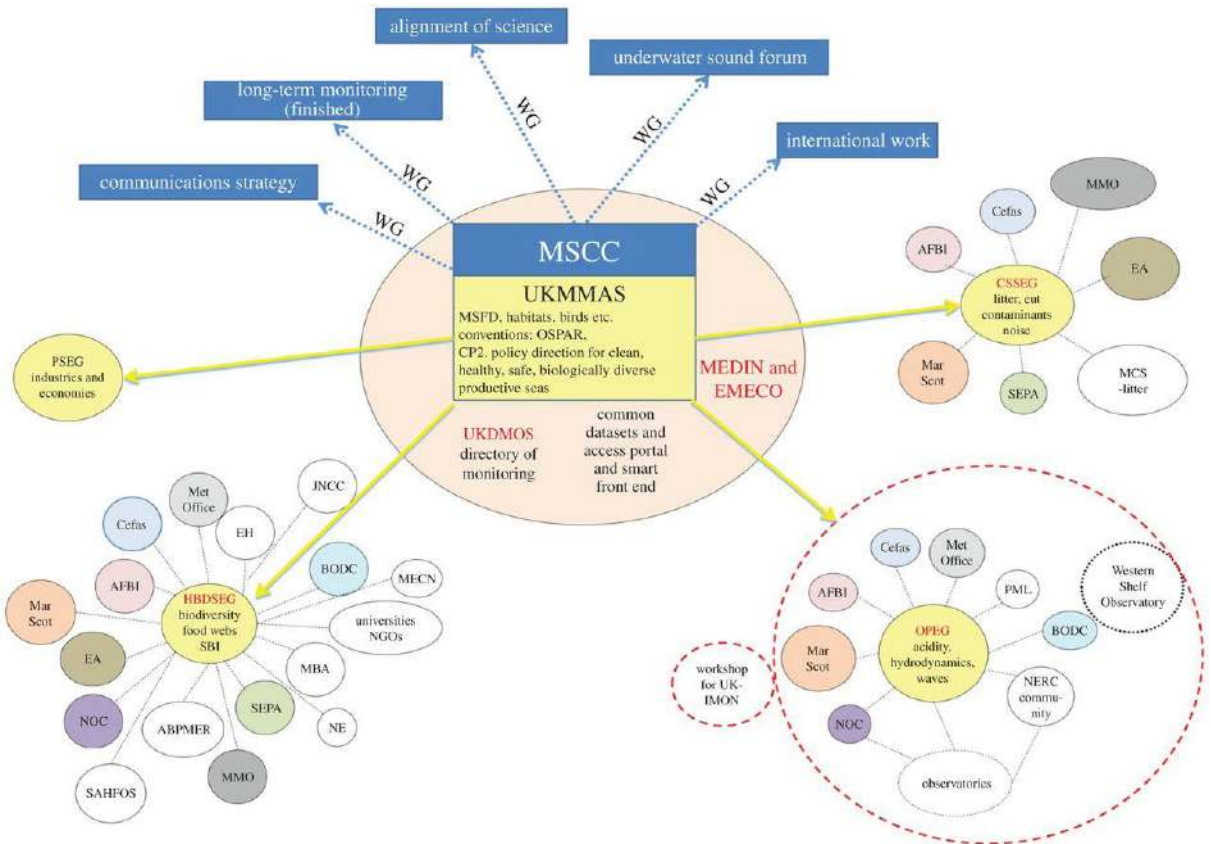 alignment of science
underwater sound forum
long-term monitoring
(finished)
international work
communications strategy
WG
WG
WG
WG
WG
MSCC
UKMMAS
MSFD, habitats, birds etc.
conventions: OSPAR,
CP2. policy direction for clean,
healthy, safe, biologically diverse
productive seas
MEDIN and
EMECO
UKDMOS
directory of
monitoring
common
datasets and
access portal
and smart
front end
PSEG
industries and
economies
MMO
Cefas
AFBI
EA
CSSEG
litter, eut
contaminants
noise
Mar
Scot
SEPA
MCS
-litter
JNCC
Met
Office
EH
Cefas
BODC
MECN
AFBI
HBDSEG
biodiversity
food webs
SBI
Mar
Scot
universities
NGOs
EA
MBA
NOC
SEPA
ABPMER
NE
MMO
SAHFOS
workshop
for UK-
IMON
Cefas
Met
Office
Western
Shelf
Observatory
AFBI
PML
OPEG
acidity,
hydrodynamics,
waves
BODC
Mar
Scot
NERC
commu-
nity
NOC
observatories